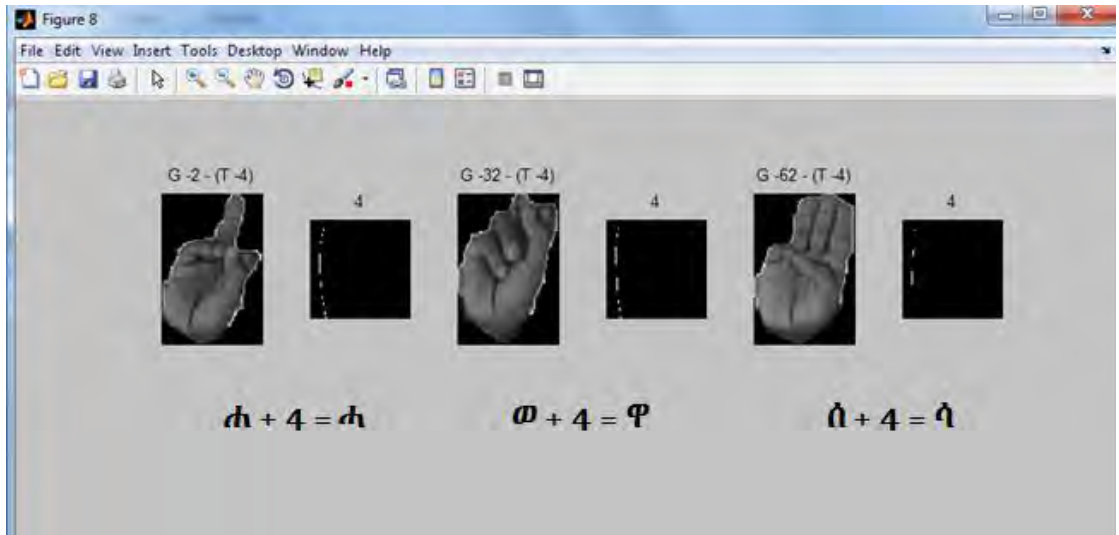 Figure 8
File Edit View Insert Tools Desktop Window Help
G -2 - (T -4)
4
G -32 - (T -4)
4
G -62 - (T -4)
4
ሐ + 4 = ሓ
ወ + 4 = ዋ
ሰ + 4 = ሳ